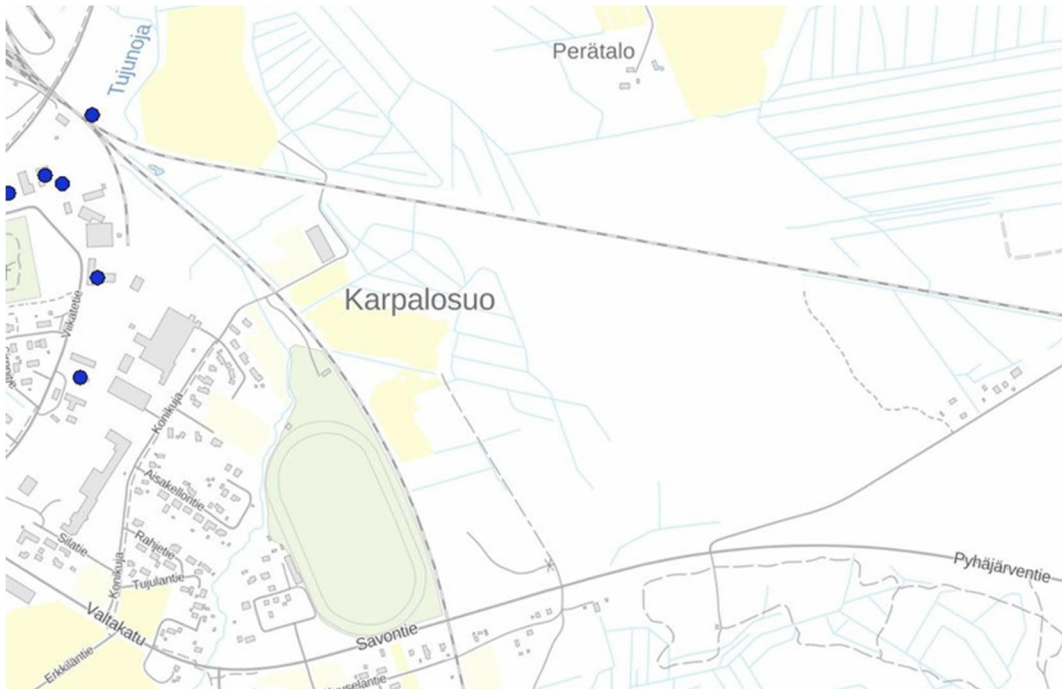 Tujunoja
Perätalo
Karpalosuo
Viikatetie
Konikuja
Aisakellontie
Rahjetie
Silatie
Konikuja
Tujulantie
Valtakatu
Erkkiläntie
Savontie
Pyhäjärventie